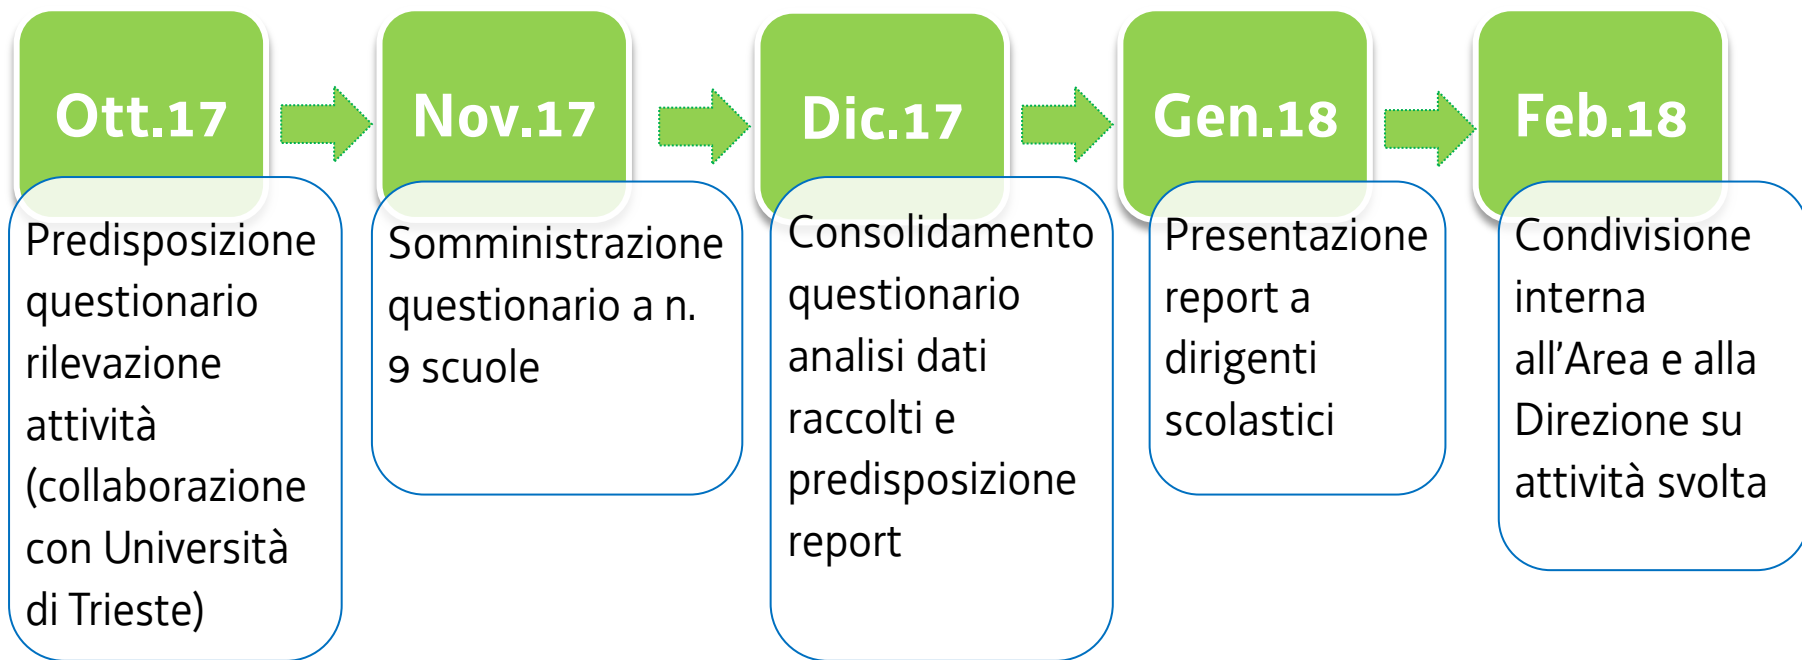 Ott.17
Nov.17
Dic.17
Gen.18
Feb.18
Predisposizione
questionario
rilevazione
attività
(collaborazione
con Università
di Trieste)
Somministrazione
questionario a n.
9 scuole
Consolidamento
questionario
analisi dati
raccolti e
predisposizione
report
Presentazione
report a
dirigenti
scolastici
Condivisione
interna
all’Area e alla
Direzione su
attività svolta